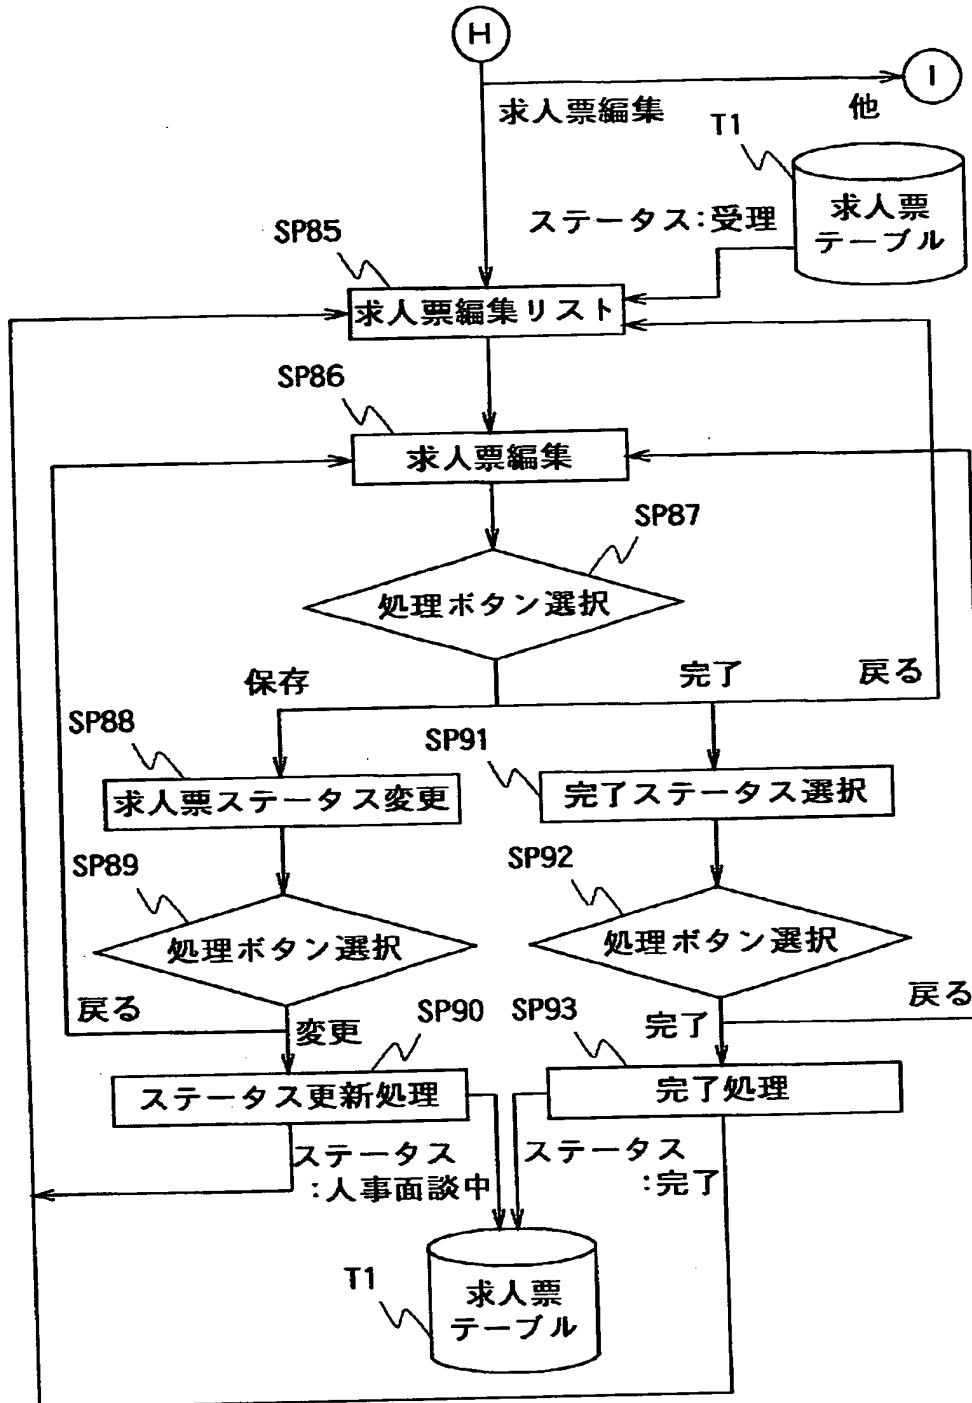 H
I
求人票編集
他
T1
求人票
テーブル
ステータス:受理
SP85
求人票編集リスト
SP86
求人票編集
SP87
処理ボタン選択
保存
完了
戻る
SP88
求人票ステータス変更
SP91
完了ステータス選択
SP89
処理ボタン選択
SP92
処理ボタン選択
戻る
変更
SP90
SP93
完了
戻る
ステータス更新処理
完了処理
ステータス
:人事面談中
ステータス
:完了
T1
求人票
テーブル